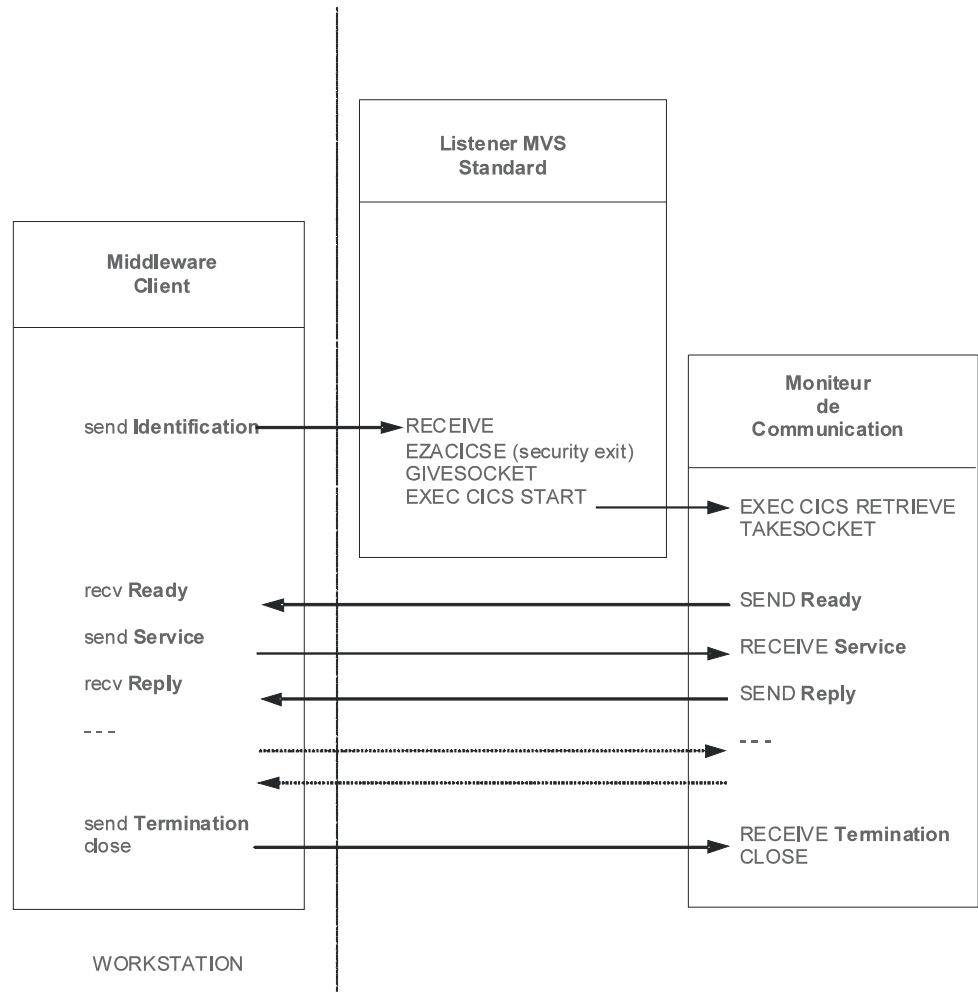 Listener MVS
Standard
Middleware
Client
Moniteur
de
Communication
send Identification
RECEIVE
EZACICSE (security exit)
GIVESOCKET
EXEC CICS START
EXEC CICS RETRIEVE
TAKESOCKET
recv Ready
SEND Ready
send Service
RECEIVE Service
recv Reply
SEND Reply
---
---
send Termination
close
RECEIVE Termination
CLOSE
WORKSTATION